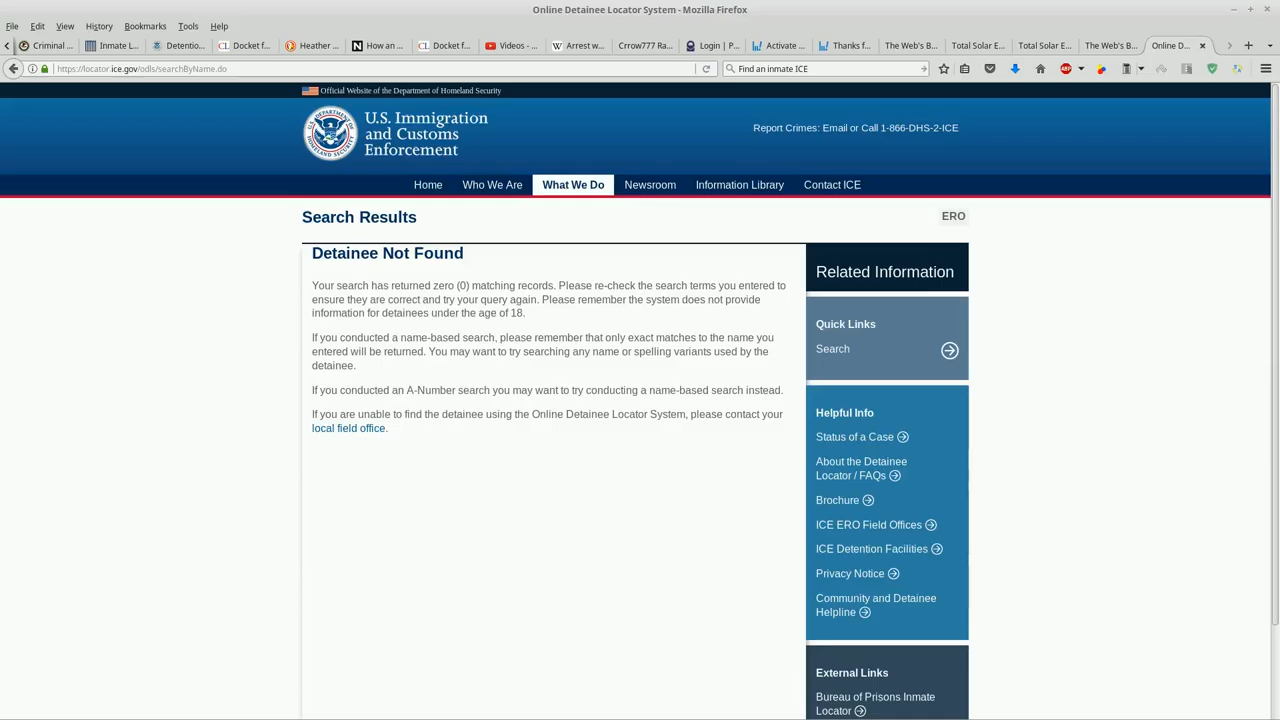 Online Detainee Locator System - Mozilla Firefox
File Edit View History Bookmarks Tools Help
Criminal ... Inmate L... Detentio... Docket f... Heather ... How an ... Docket f... Videos - ... Arrest w... Crrow777 Ra... Login | P... Activate ... Thanks f... The Web's B... Total Solar E... Total Solar E... The Web's B... Online D...
https://locator.ice.gov/odls/searchByName.do
Find an inmate ICE
ABP
Official Website of the Department of Homeland Security
U.S. Immigration
and Customs
Enforcement
Report Crimes: Email or Call 1-866-DHS-2-ICE
Home Who We Are What We Do Newsroom Information Library Contact ICE
Search Results
ERO
Detainee Not Found
Your search has returned zero (0) matching records. Please re-check the search terms you entered to
ensure they are correct and try your query again. Please remember the system does not provide
information for detainees under the age of 18.
If you conducted a name-based search, please remember that only exact matches to the name you
entered will be returned. You may want to try searching any name or spelling variants used by the
detainee.
If you conducted an A-Number search you may want to try conducting a name-based search instead.
If you are unable to find the detainee using the Online Detainee Locator System, please contact your
local field office.
Related Information
Quick Links
Search
Helpful Info
Status of a Case
About the Detainee
Locator / FAQs
Brochure
ICE ERO Field Offices
ICE Detention Facilities
Privacy Notice
Community and Detainee
Helpline
External Links
Bureau of Prisons Inmate
Locator